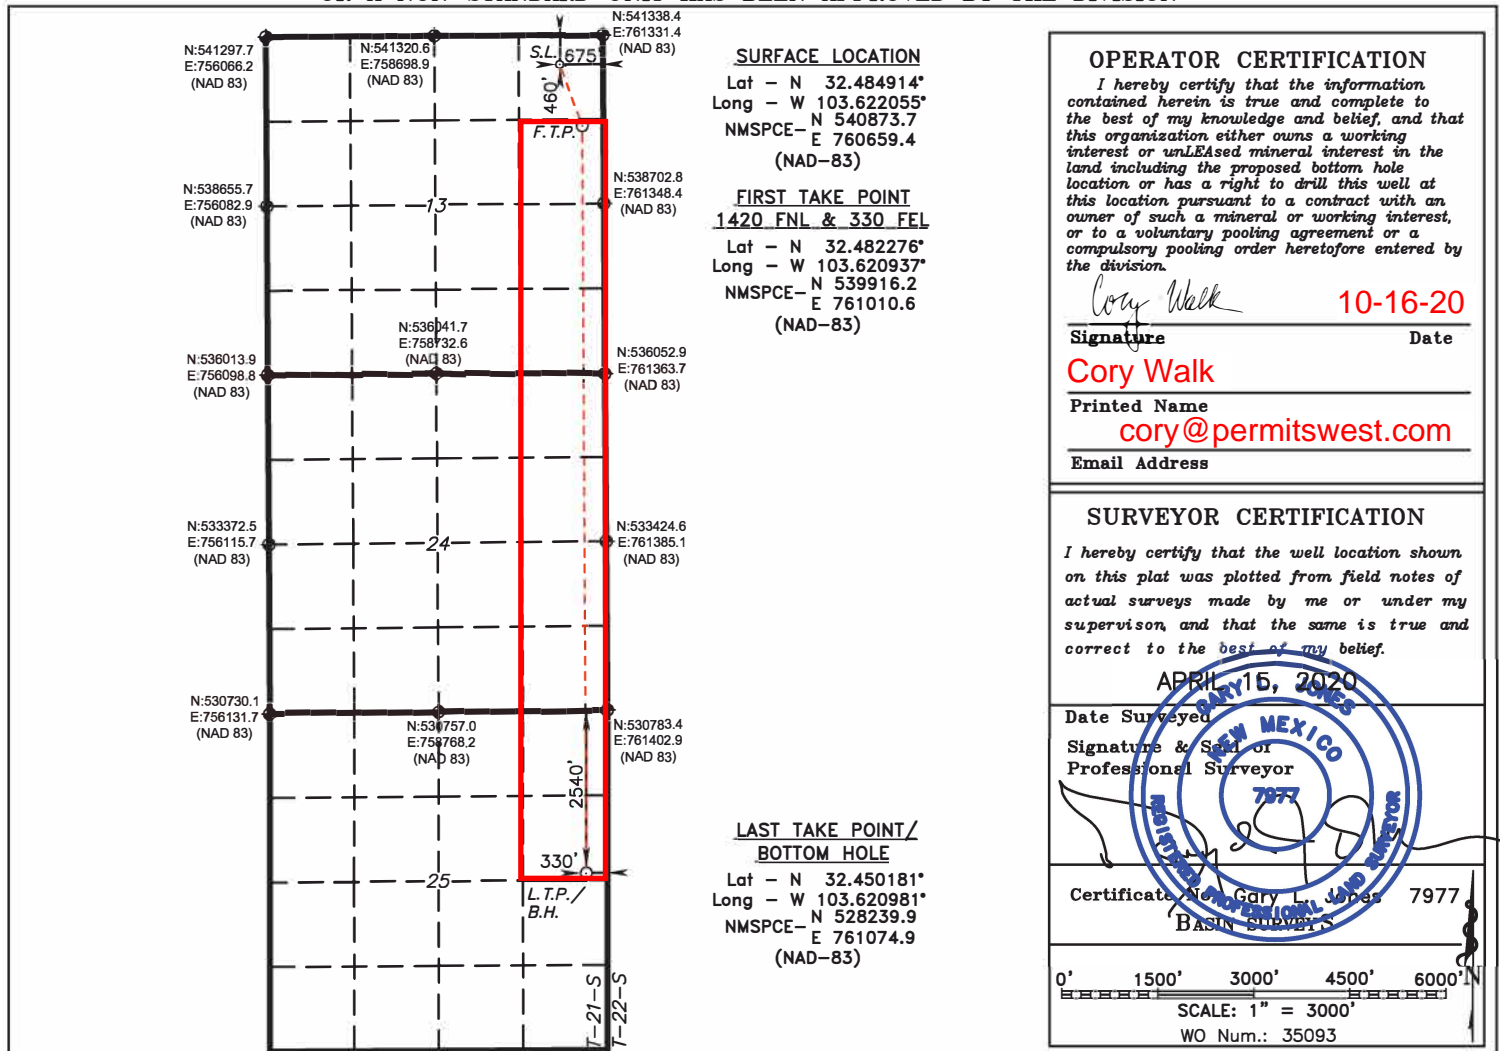 N:541297.7
E:756066.2
(NAD 83)
N:541320.6
E:758698.9
(NAD 83)
N:541338.4
E:761331.4
(NAD 83)
S.L.
675'
460'
F.T.P.
N:538655.7
E:756082.9
(NAD 83)
13
N:538702.8
E:761348.4
(NAD 83)
N:536013.9
E:756098.8
(NAD 83)
N:536041.7
E:758732.6
(NAD 83)
N:536052.9
E:761363.7
(NAD 83)
N:533372.5
E:756115.7
(NAD 83)
24
N:533424.6
E:761385.1
(NAD 83)
N:530730.1
E:756131.7
(NAD 83)
N:530757.0
E:758768.2
(NAD 83)
N:530783.4
E:761402.9
(NAD 83)
2540'
330'
25
L.T.P./
B.H.
T-21-S
T-22-S
SURFACE LOCATION
Lat - N 32.484914°
Long - W 103.622055°
NMSPCE- N 540873.7
E 760659.4
(NAD-83)
FIRST TAKE POINT
1420 FNL & 330 FEL
Lat - N 32.482276°
Long - W 103.620937°
NMSPCE- N 539916.2
E 761010.6
(NAD-83)
LAST TAKE POINT/
BOTTOM HOLE
Lat - N 32.450181°
Long - W 103.620981°
NMSPCE- N 528239.9
E 761074.9
(NAD-83)
OPERATOR CERTIFICATION
I hereby certify that the information
contained herein is true and complete to
the best of my knowledge and belief, and that
this organization either owns a working
interest or unLEAsed mineral interest in the
land including the proposed bottom hole
location or has a right to drill this well at
this location pursuant to a contract with an
owner of such a mineral or working interest,
or to a voluntary pooling agreement or a
compulsory pooling order heretofore entered by
the division.
Cory Walk 10-16-20
Signature Date
Cory Walk
Printed Name
cory@permitswest.com
Email Address
SURVEYOR CERTIFICATION
I hereby certify that the well location shown
on this plat was plotted from field notes of
actual surveys made by me or under my
supervison, and that the same is true and
correct to the best of my belief.
APRIL 15, 2020
Date Surveyed
Signature & Seal of
Professional Surveyor
GARY L. JONES
NEW MEXICO
7977
REGISTERED PROFESSIONAL LAND SURVEYOR
Certificate No. Gary L. Jones 7977
BASIN SURVEYS
0' 1500' 3000' 4500' 6000'
N
SCALE: 1" = 3000'
WO Num.: 35093